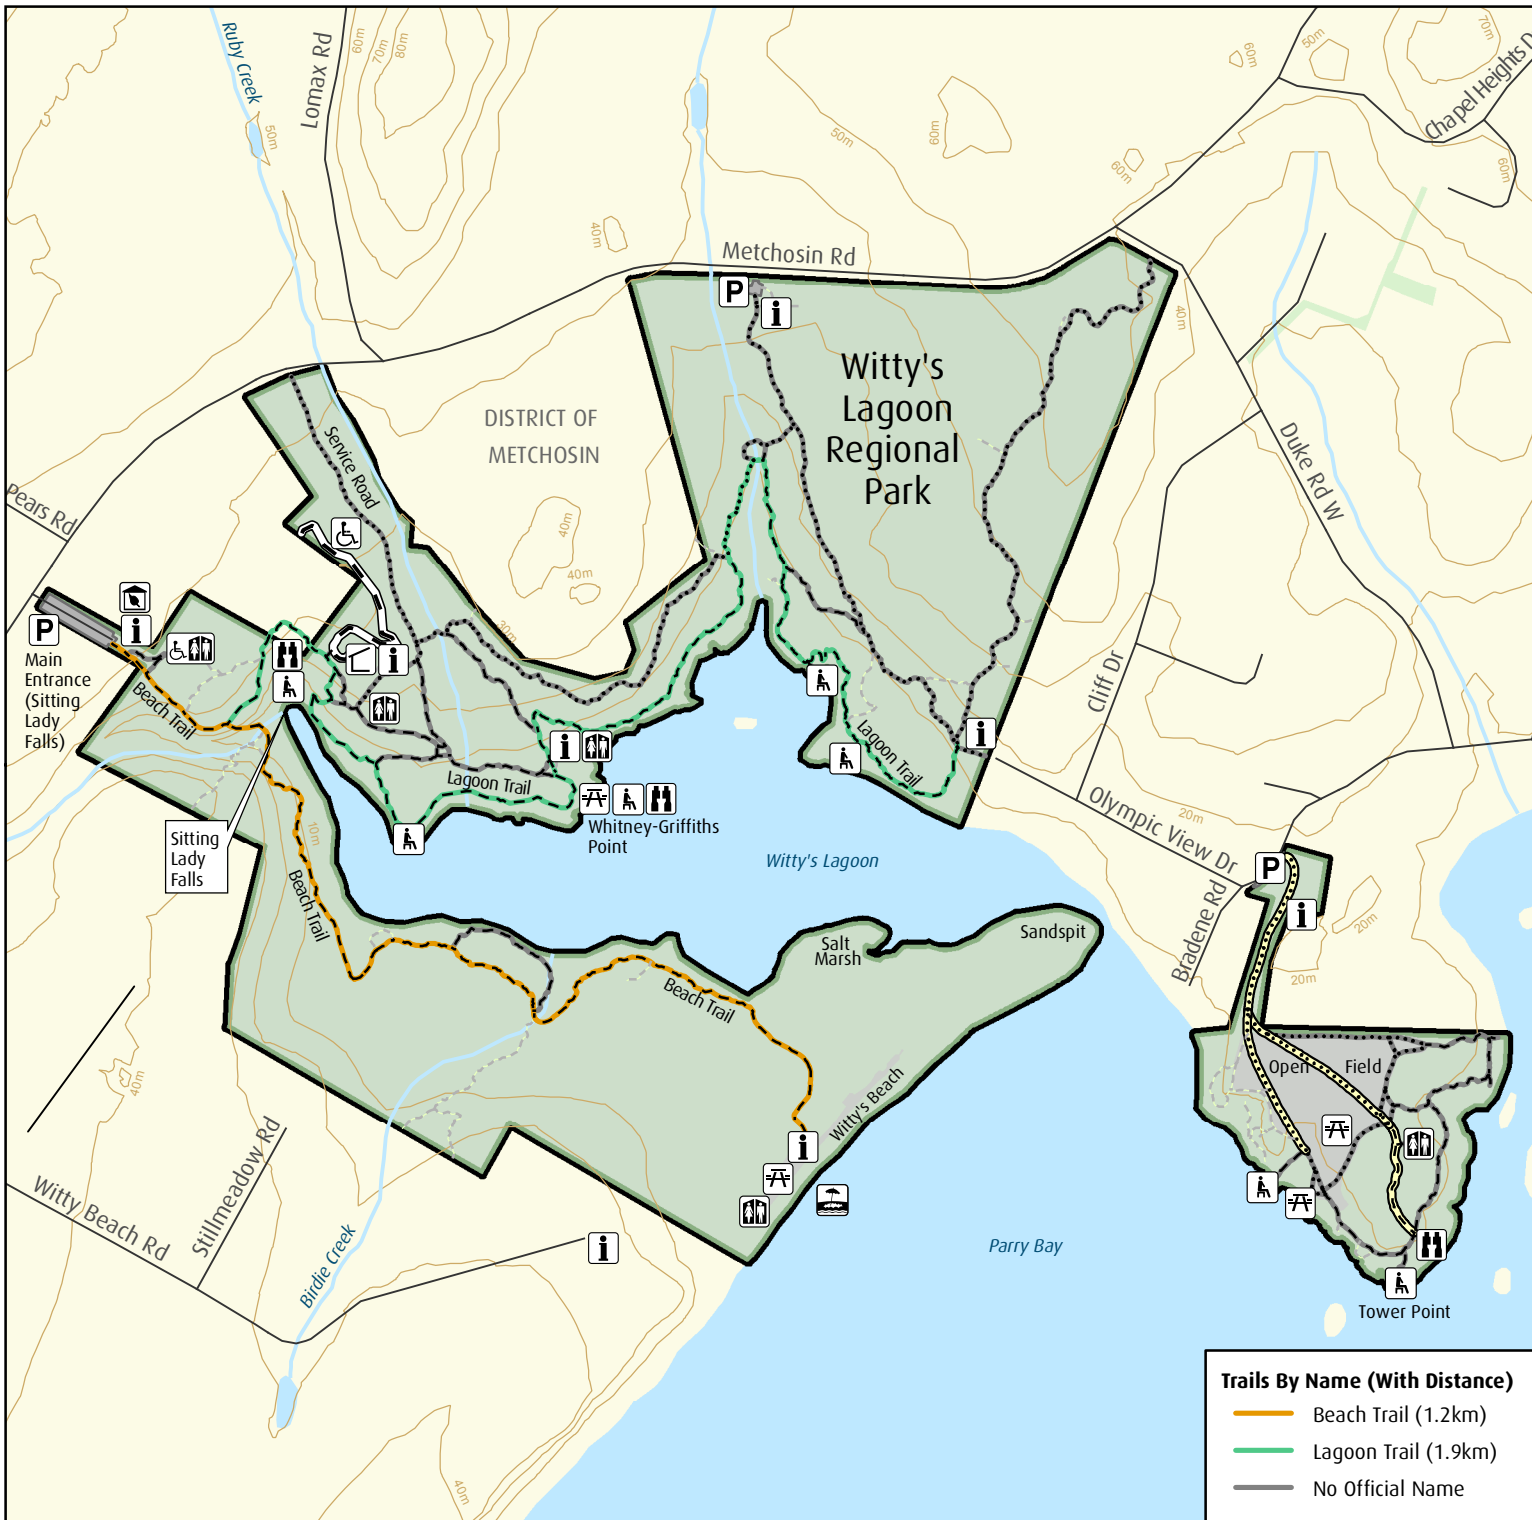 Ruby Creek
Lomax Rd
60m
70m
80m
50m
60m
50m
60m
50m
70m
Chapel Heights D
60m
60m
40m
Metchosin Rd
P
i
40m
Witty's
Lagoon
Regional
Park
DISTRICT OF
METCHOSIN
Service Road
Pears Rd
Duke Rd W
40m
40m
30m
P
i
Main
Entrance
(Sitting
Lady
Falls)
Beach Trail
i
Cliff Dr
i
Lagoon Trail
i
Lagoon Trail
Whitney-Griffiths
Point
Olympic View Dr
20m
10m
Sitting
Lady
Falls
Witty's Lagoon
P
Bradene Rd
i
20m
20m
Beach Trail
Salt
Marsh
Sandspit
Beach Trail
40m
Open Field
Witty's Beach
i
Stillmeadow Rd
Witty Beach Rd
Birdie Creek
i
Parry Bay
Tower Point
40m
Trails By Name (With Distance)
Beach Trail (1.2km)
Lagoon Trail (1.9km)
No Official Name